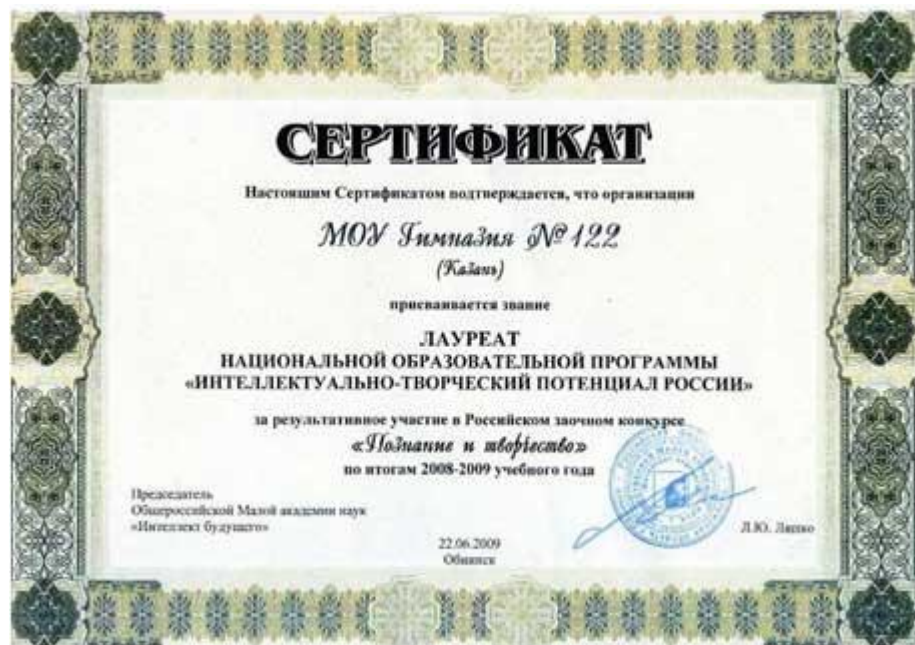 СЕРТИФИКАТ
Настоящим Сертификатом подтверждается, что организации
МОУ Гимназия №122
(Казань)
присваивается звание
ЛАУРЕАТ
НАЦИОНАЛЬНОЙ ОБРАЗОВАТЕЛЬНОЙ ПРОГРАММЫ
«ИНТЕЛЛЕКТУАЛЬНО-ТВОРЧЕСКИЙ ПОТЕНЦИАЛ РОССИИ»
за результативное участие в Российском заочном конкурсе
«Познание и творчество»
по итогам 2008-2009 учебного года
Председатель
Общероссийской Малой академии наук
«Интеллект будущего»
Л.Ю. Ляшко
22.06.2009
Обнинск